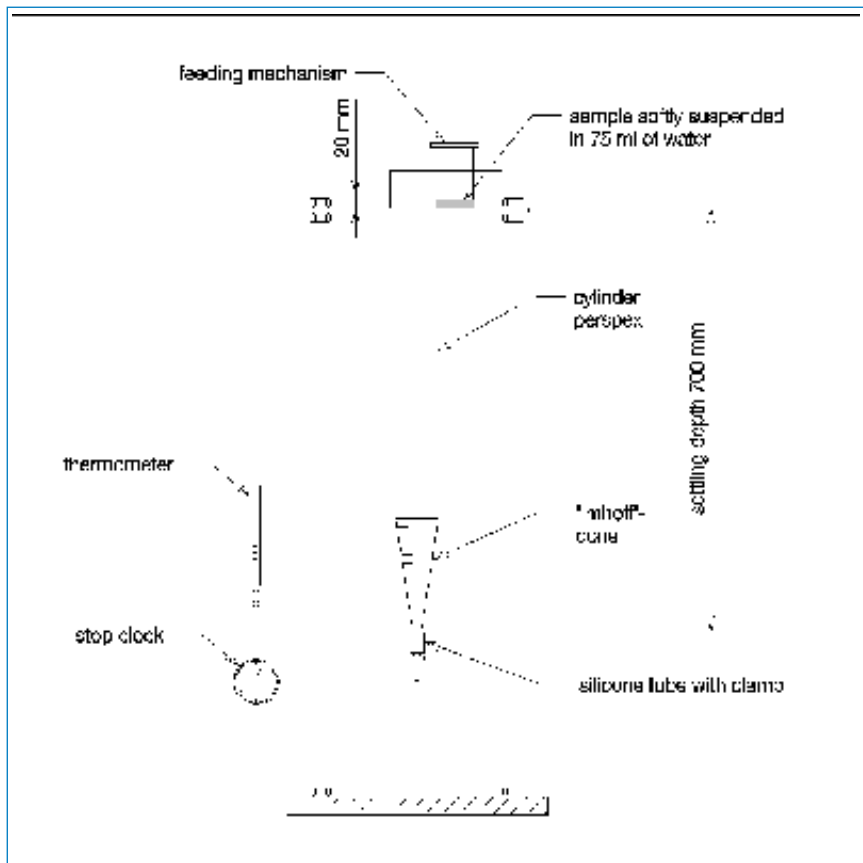 feeding mechanism
20 mm
sample softly suspended
in 75 ml of water
cylinder
perspex
settling depth 700 mm
thermometer
"Imhoff"-
cone
stop clock
silicone tube with clamp